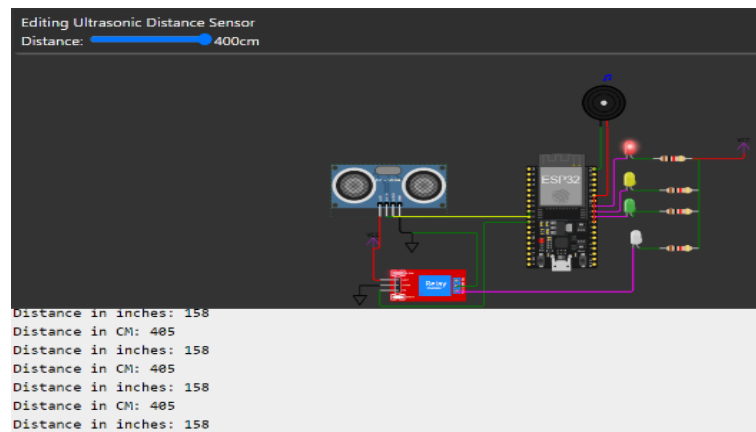 Editing Ultrasonic Distance Sensor
Distance: 400cm
ESP32
Relay
Distance in inches: 158
Distance in CM: 405
Distance in inches: 158
Distance in CM: 405
Distance in inches: 158
Distance in CM: 405
Distance in inches: 158